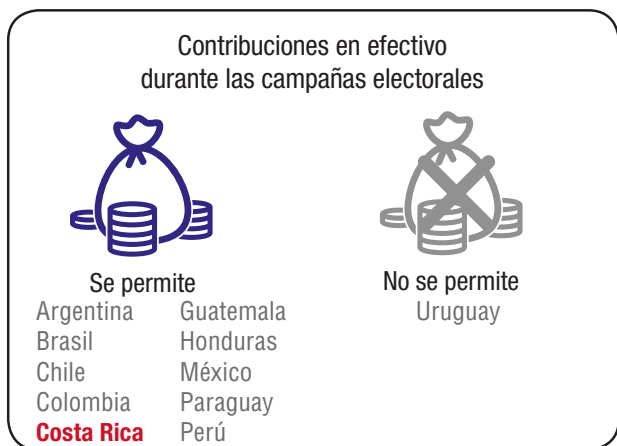 Contribuciones en efectivo
durante las campañas electorales
Se permite
Argentina
Brasil
Chile
Colombia
Costa Rica
Guatemala
Honduras
México
Paraguay
Perú
No se permite
Uruguay